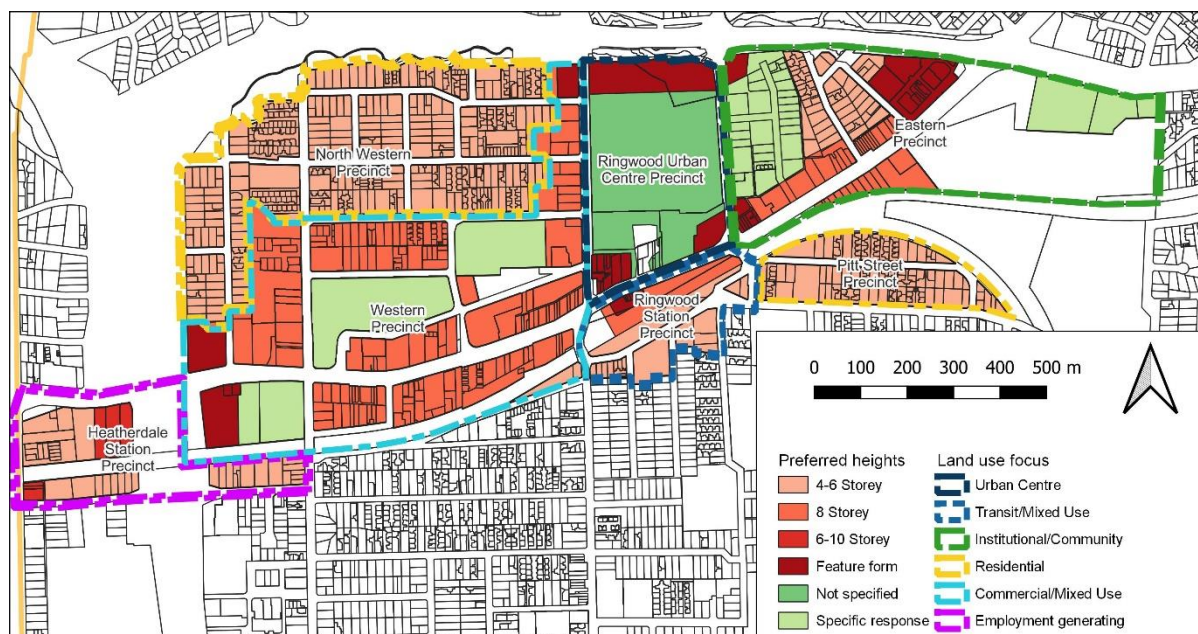 North Western
Precinct
Ringwood Urban
Centre Precinct
Eastern
Precinct
Pitt Street
Precinct
Western
Precinct
Ringwood
Station
Precinct
Heatherdale
Station
Precinct
0 100 200 300 400 500 m
Preferred heights
4-6 Storey
8 Storey
6-10 Storey
Feature form
Not specified
Specific response
Land use focus
Urban Centre
Transit/Mixed Use
Institutional/Community
Residential
Commercial/Mixed Use
Employment generating